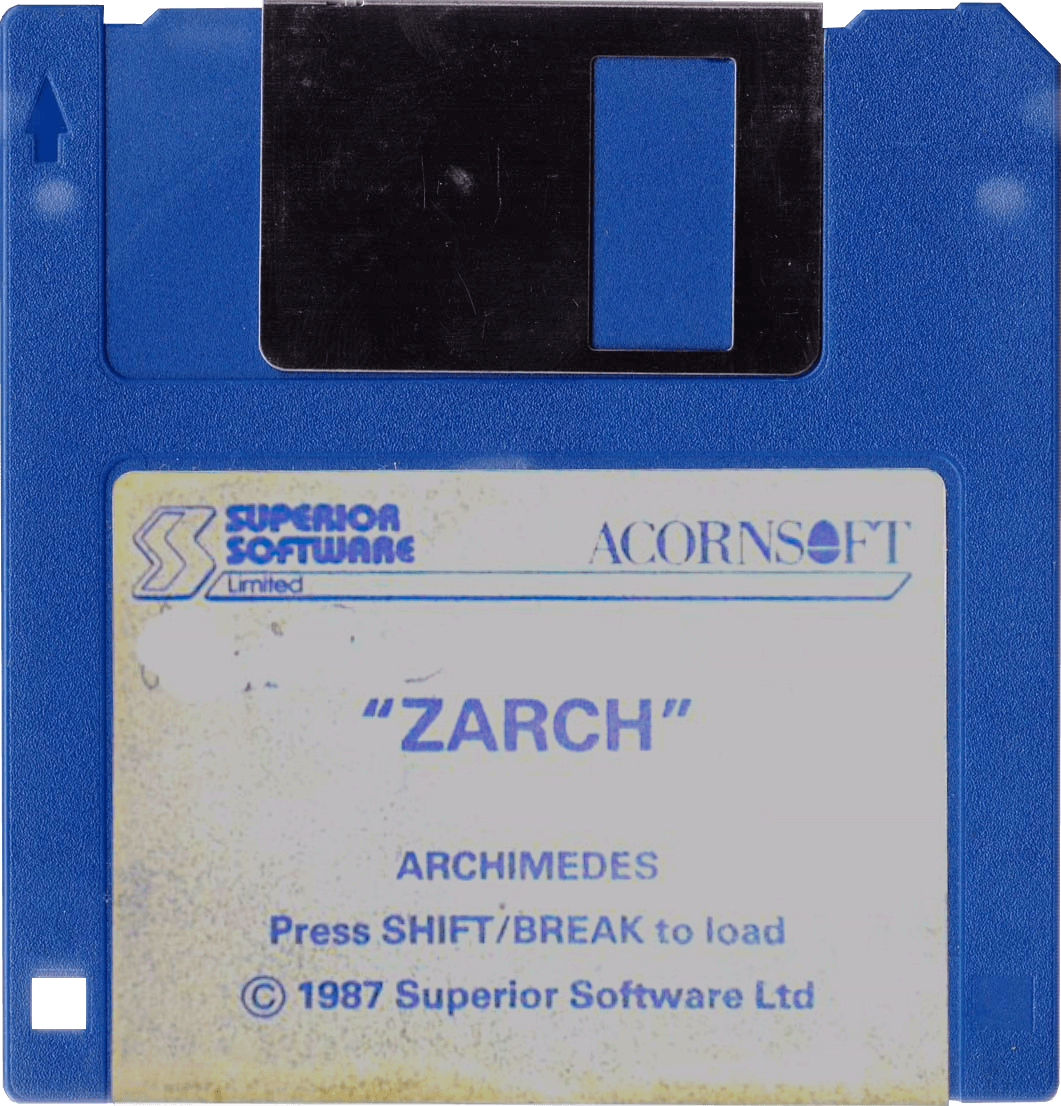 SUPERIOR
SOFTWARE
Limited
ACORNSOFT
“ZARCH”
ARCHIMEDES
Press SHIFT/BREAK to load
© 1987 Superior Software Ltd